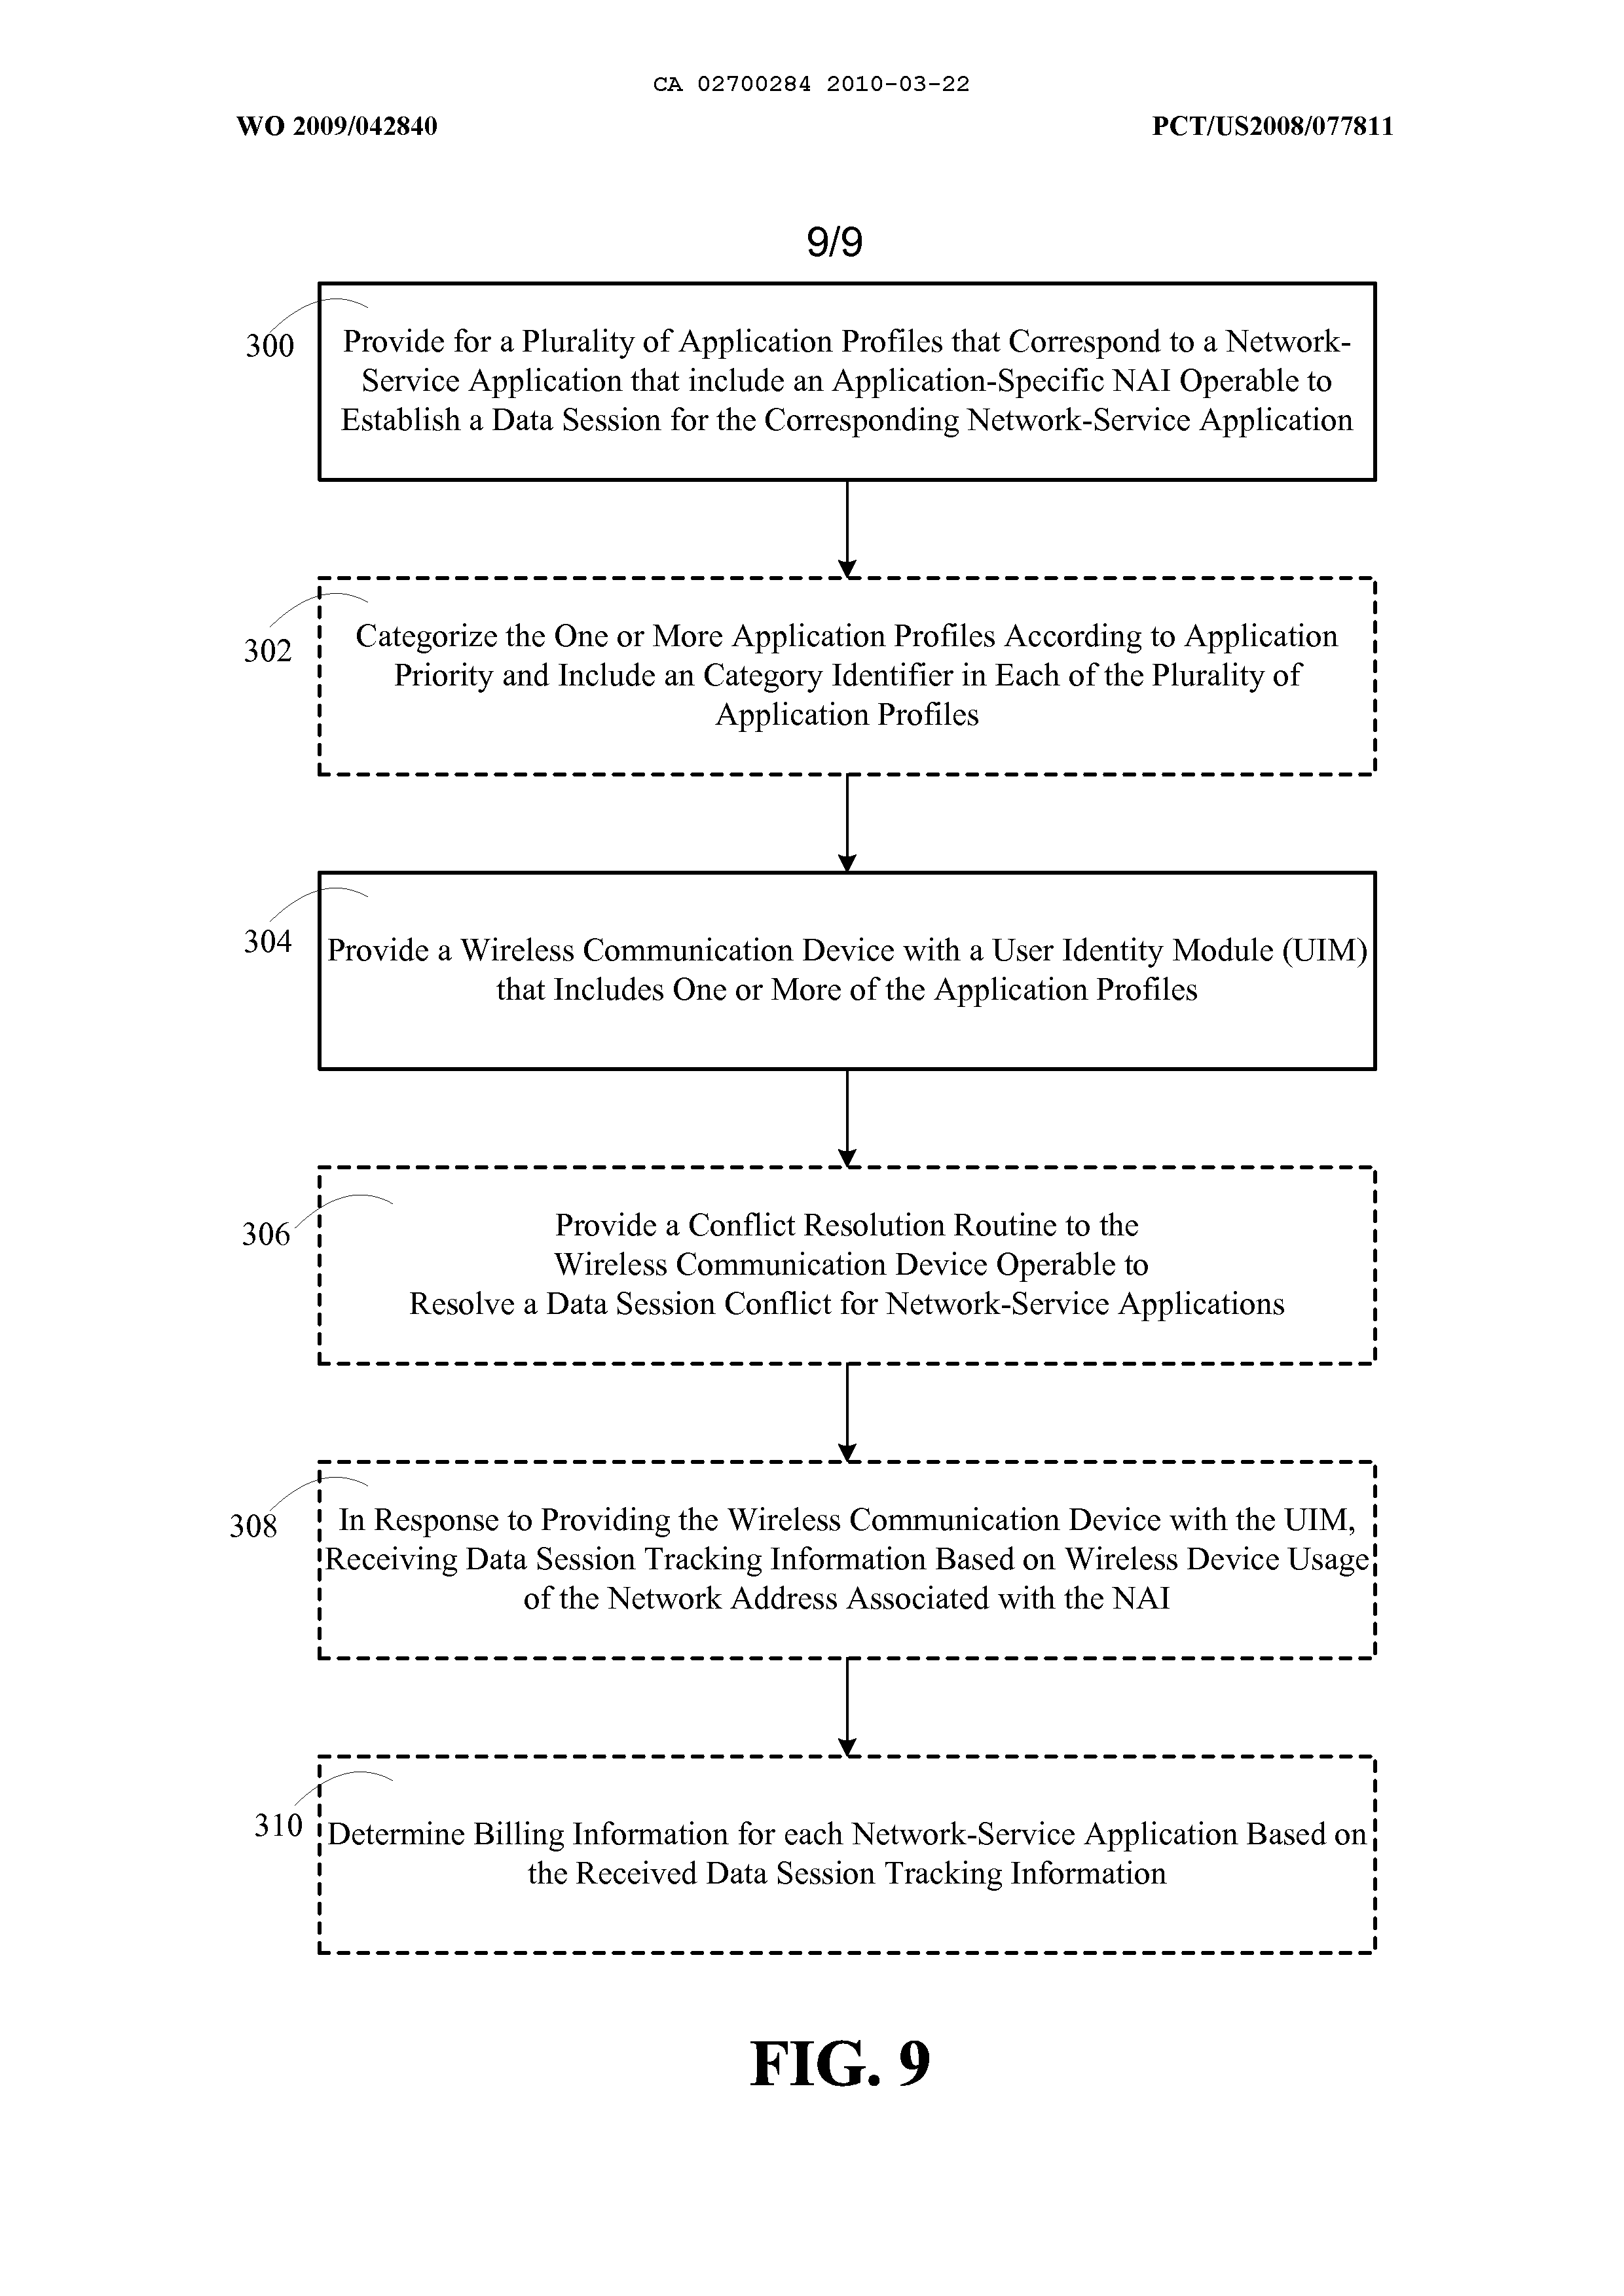 CA 02700284 2010-03-22
WO 2009/042840
PCT/US2008/077811
9/9
300
Provide for a Plurality of Application Profiles that Correspond to a Network-
Service Application that include an Application-Specific NAI Operable to
Establish a Data Session for the Corresponding Network-Service Application
302
Categorize the One or More Application Profiles According to Application
Priority and Include an Category Identifier in Each of the Plurality of
Application Profiles
304
Provide a Wireless Communication Device with a User Identity Module (UIM)
that Includes One or More of the Application Profiles
306
Provide a Conflict Resolution Routine to the
Wireless Communication Device Operable to
Resolve a Data Session Conflict for Network-Service Applications
308
In Response to Providing the Wireless Communication Device with the UIM,
Receiving Data Session Tracking Information Based on Wireless Device Usage
of the Network Address Associated with the NAI
310
Determine Billing Information for each Network-Service Application Based on
the Received Data Session Tracking Information
FIG. 9